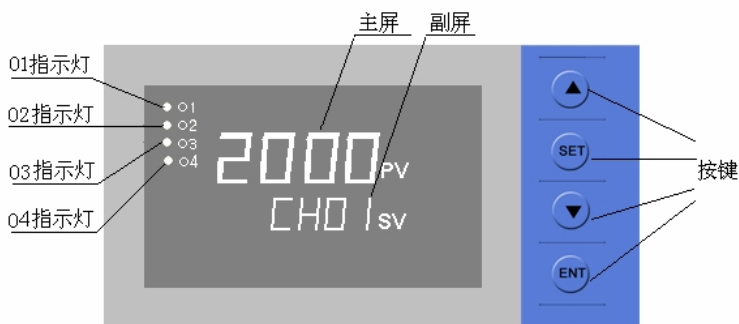 主屏
副屏
01指示灯
02指示灯
03指示灯
04指示灯
o1
o2
o3
o4
2000 PV
CH01 SV
SET
ENT
按键